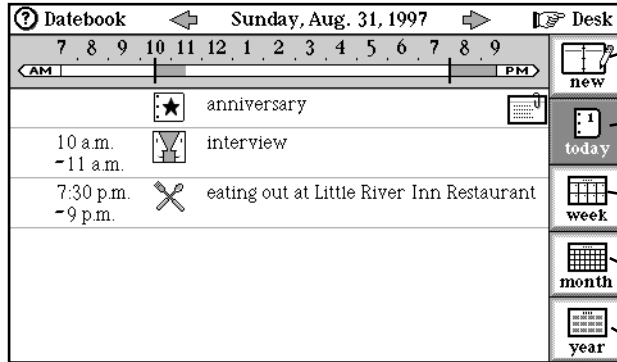 ? Datebook Sunday, Aug. 31, 1997 Desk
7 . 8 . 9 . 10 . 11 . 12 . 1 . 2 . 3 . 4 . 5 . 6 . 7 . 8 . 9
AM PM
new
anniversary
1
today
10 a.m.
-11 a.m.
interview
7:30 p.m.
-9 p.m.
eating out at Little River Inn Restaurant
week
month
year